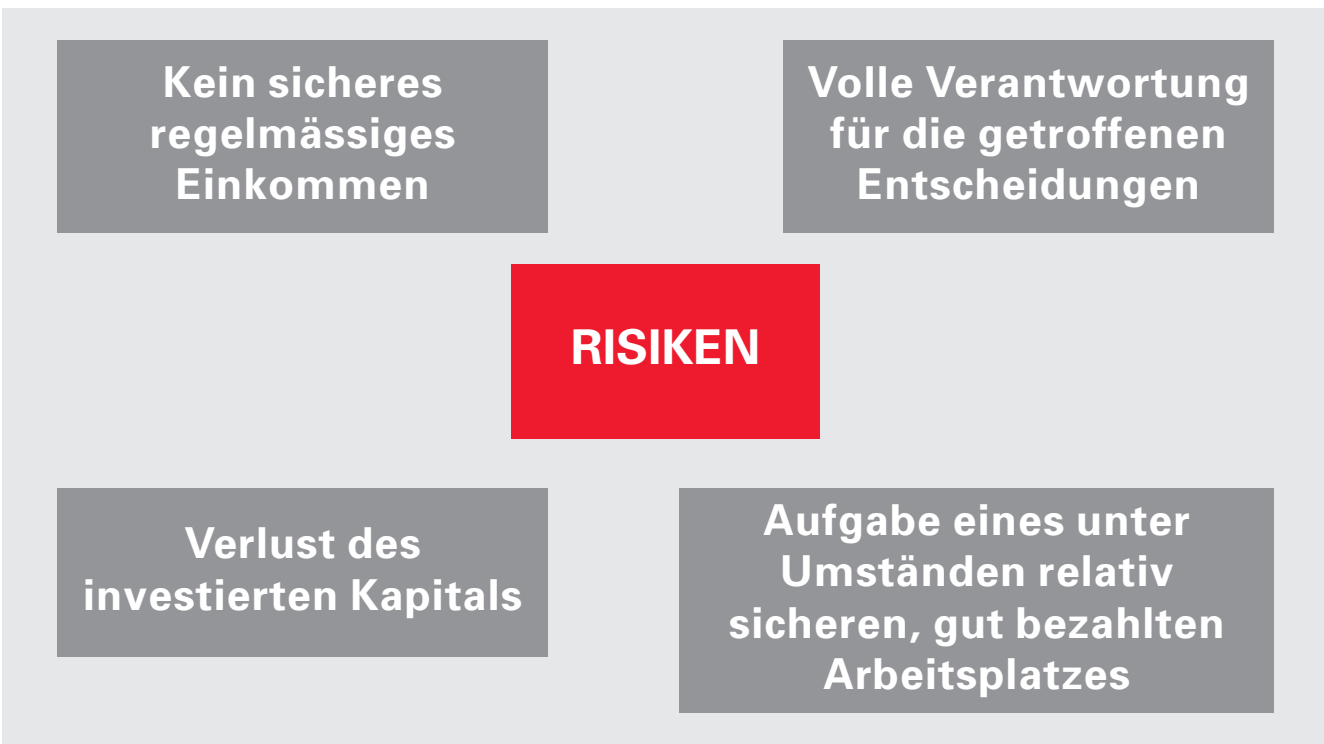 Kein sicheres
regelmässiges
Einkommen
Volle Verantwortung
für die getroffenen
Entscheidungen
RISIKEN
Verlust des
investierten Kapitals
Aufgabe eines unter
Umständen relativ
sicheren, gut bezahlten
Arbeitsplatzes